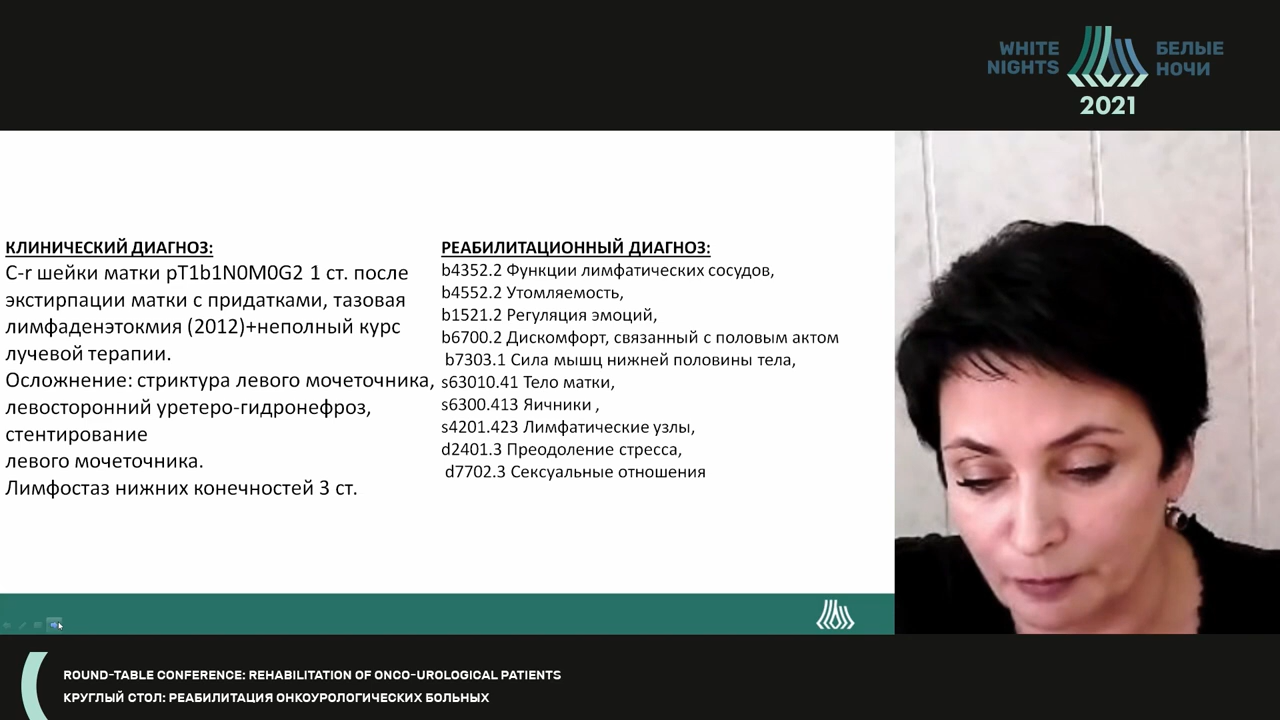 WHITE
NIGHTS
БЕЛЫЕ
НОЧИ
2021
КЛИНИЧЕСКИЙ ДИАГНОЗ:
C-r шейки матки pT1b1N0M0G2 1 ст. после
экстирпации матки с придатками, тазовая
лимфаденэтокмия (2012)+неполный курс
лучевой терапии.
Осложнение: стриктура левого мочеточника,
левосторонний уретеро-гидронефроз,
стентирование
левого мочеточника.
Лимфостаз нижних конечностей 3 ст.
РЕАБИЛИТАЦИОННЫЙ ДИАГНОЗ:
b4352.2 Функции лимфатических сосудов,
b4552.2 Утомляемость,
b1521.2 Регуляция эмоций,
b6700.2 Дискомфорт, связанный с половым актом
b7303.1 Сила мышц нижней половины тела,
s63010.41 Тело матки,
s6300.413 Яичники ,
s4201.423 Лимфатические узлы,
d2401.3 Преодоление стресса,
d7702.3 Сексуальные отношения
ROUND-TABLE CONFERENCE: REHABILITATION OF ONCO-UROLOGICAL PATIENTS
КРУГЛЫЙ СТОЛ: РЕАБИЛИТАЦИЯ ОНКОУРОЛОГИЧЕСКИХ БОЛЬНЫХ